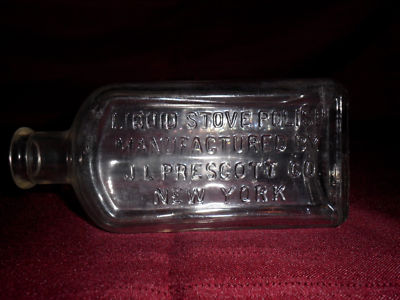 LIQUID STOVE POLISH
MANUFACTURED BY
J.L. PRESCOTT CO.
NEW YORK